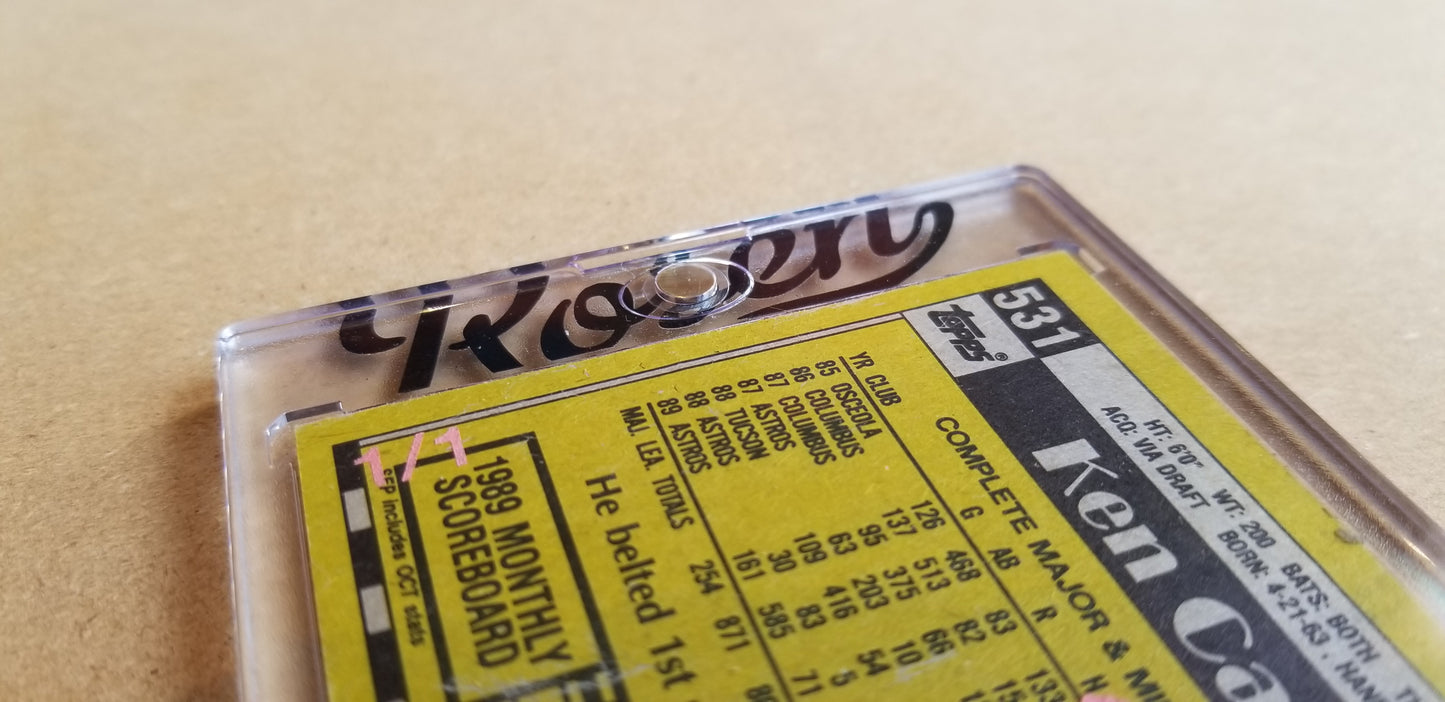 Rosen
531
topps®
Ken Ca
HT: 6'0" WT: 200 BATS: BOTH
ACQ: VIA DRAFT BORN: 4-21-63 . HAN
COMPLETE MAJOR & MI
YR CLUB G AB R H
85 OSCEOLA 126 468 83 133
86 COLUMBUS 137 513 82
87 COLUMBUS 95 375 66
87 ASTROS 63 203 10
88 TUCSON 109 416 54
88 ASTROS 30 83 5
89 ASTROS 161 585 71
MAJ. LEA. TOTALS 254 871
He belted 1st
1989 MONTHLY
SCOREBOARD
1/1
SEP includes OCT stats